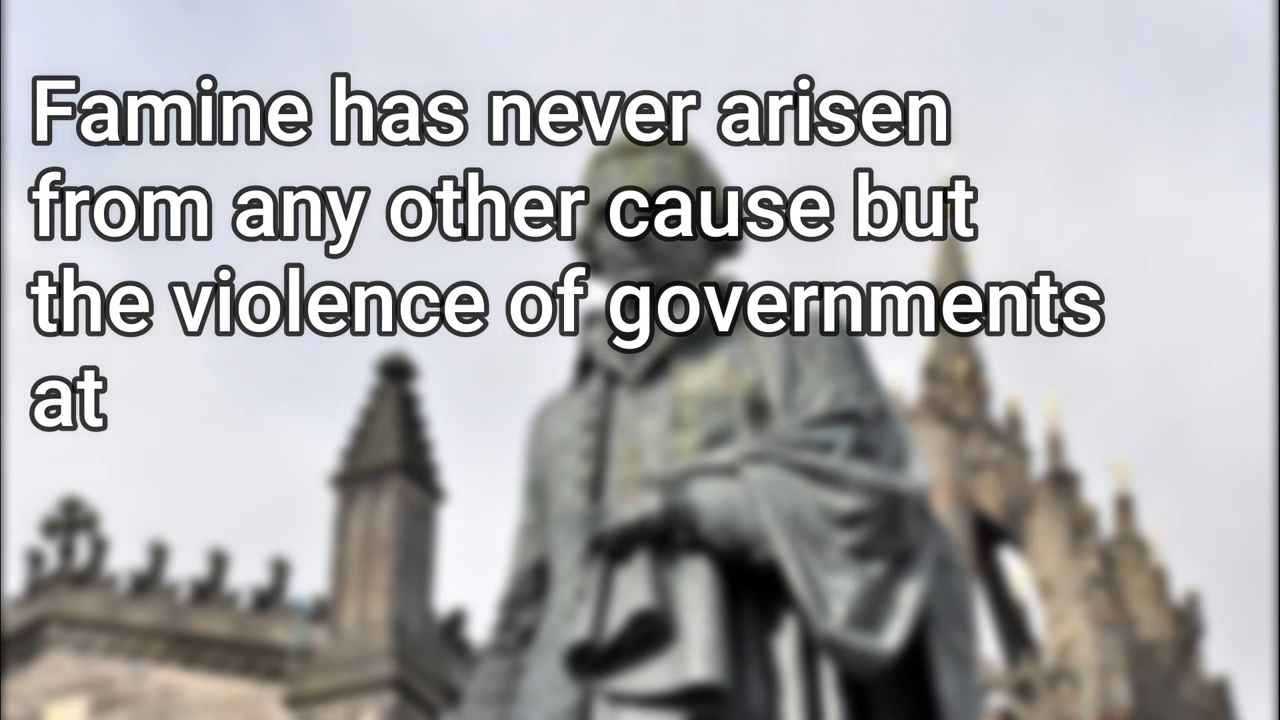 Famine has never arisen
from any other cause but
the violence of governments
at